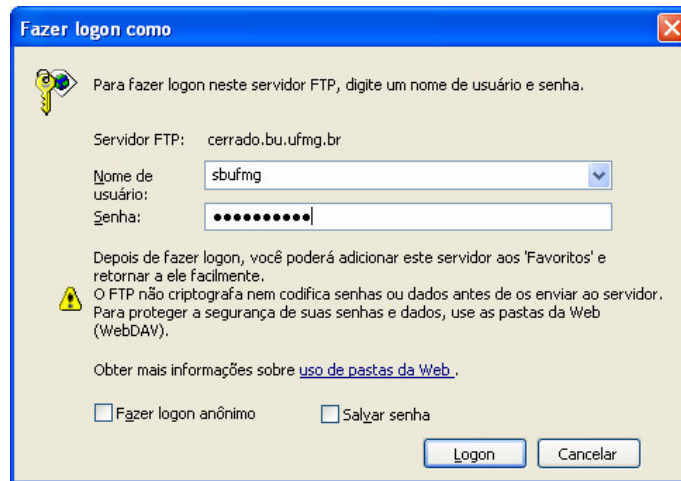 Fazer logon como
Para fazer logon neste servidor FTP, digite um nome de usuário e senha.
Servidor FTP: cerrado.bu.ufmg.br
Nome de usuário: sbufmg
Senha: ●●●●●●●●●●
Depois de fazer logon, você poderá adicionar este servidor aos 'Favoritos' e
retornar a ele facilmente.
O FTP não criptografa nem codifica senhas ou dados antes de os enviar ao servidor.
Para proteger a segurança de suas senhas e dados, use as pastas da Web
(WebDAV).
Obter mais informações sobre uso de pastas da Web .
Fazer logon anônimo Salvar senha
Logon Cancelar